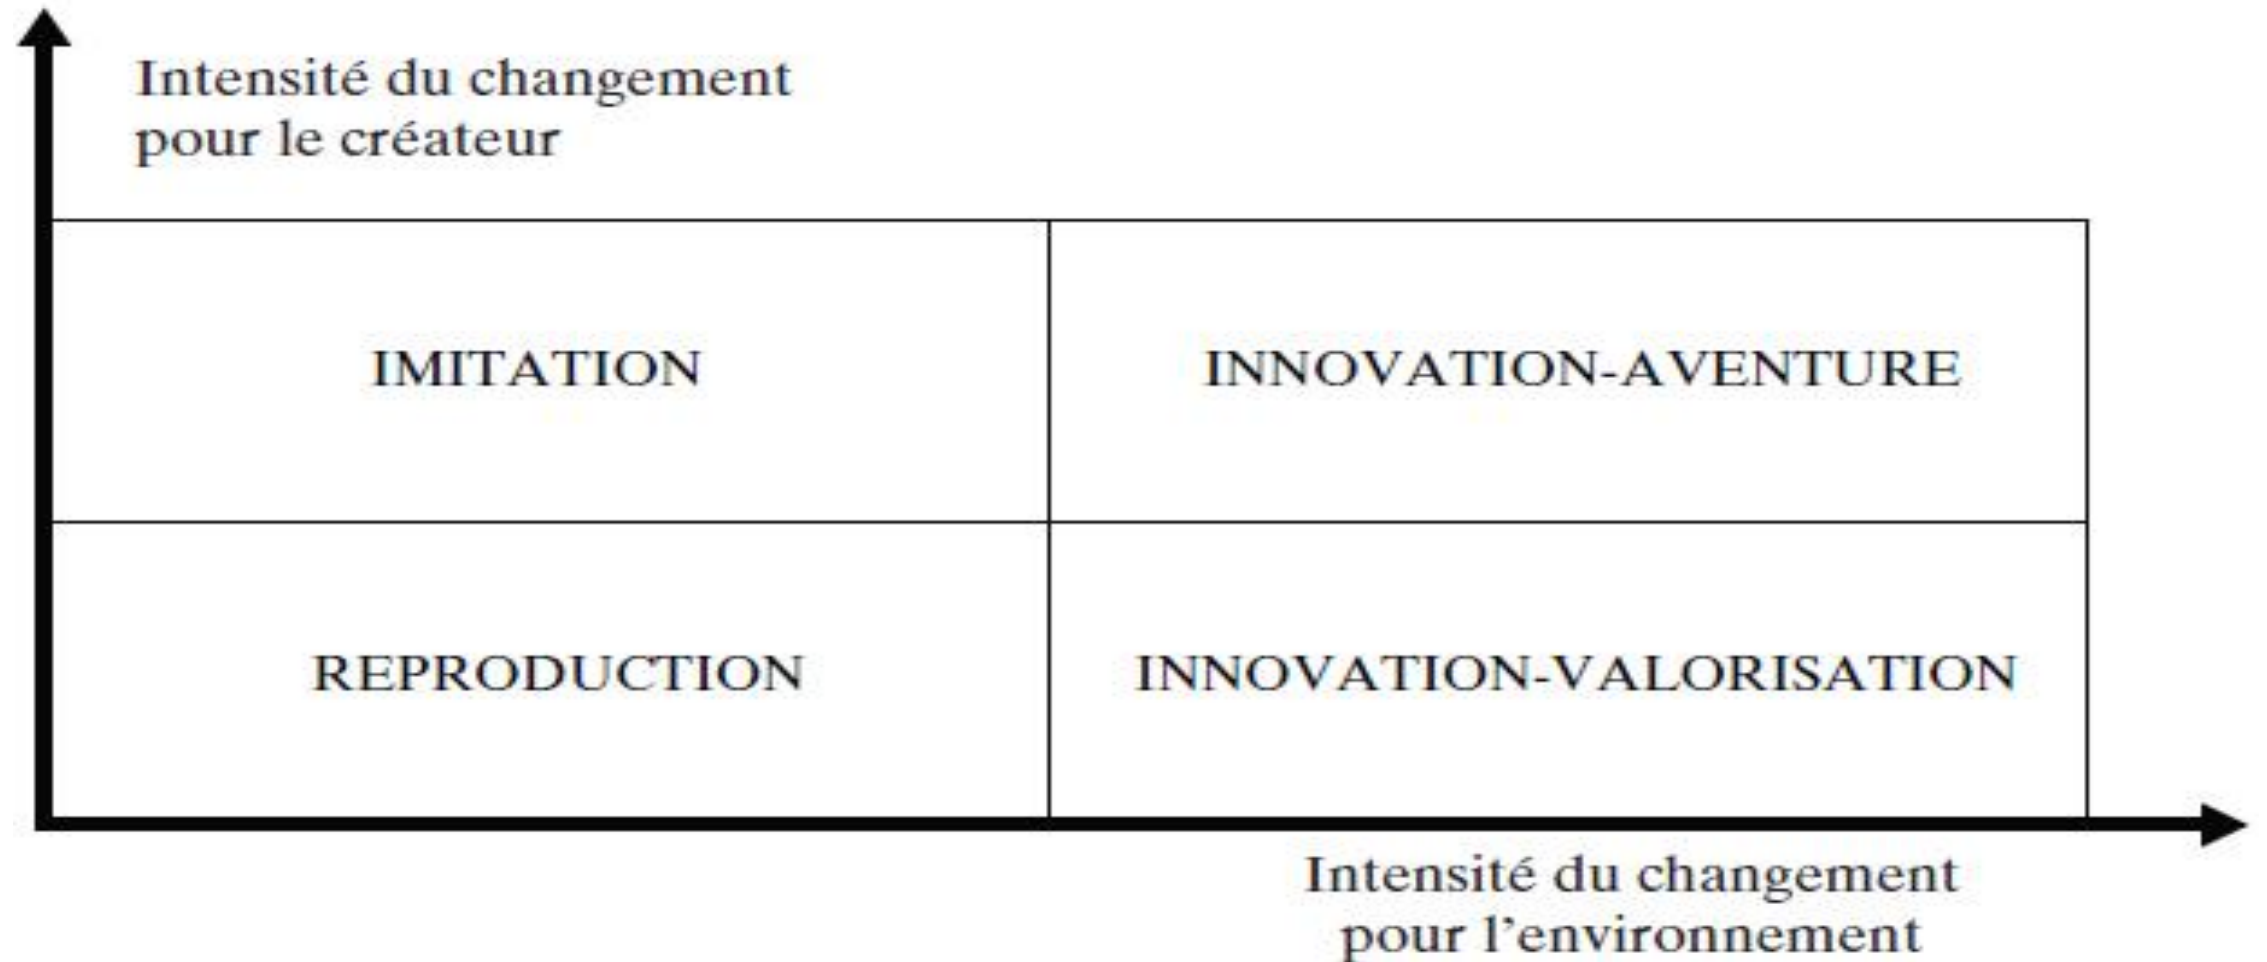 Intensité du changement
pour le créateur
IMITATION
INNOVATION-AVENTURE
REPRODUCTION
INNOVATION-VALORISATION
Intensité du changement
pour l’environnement